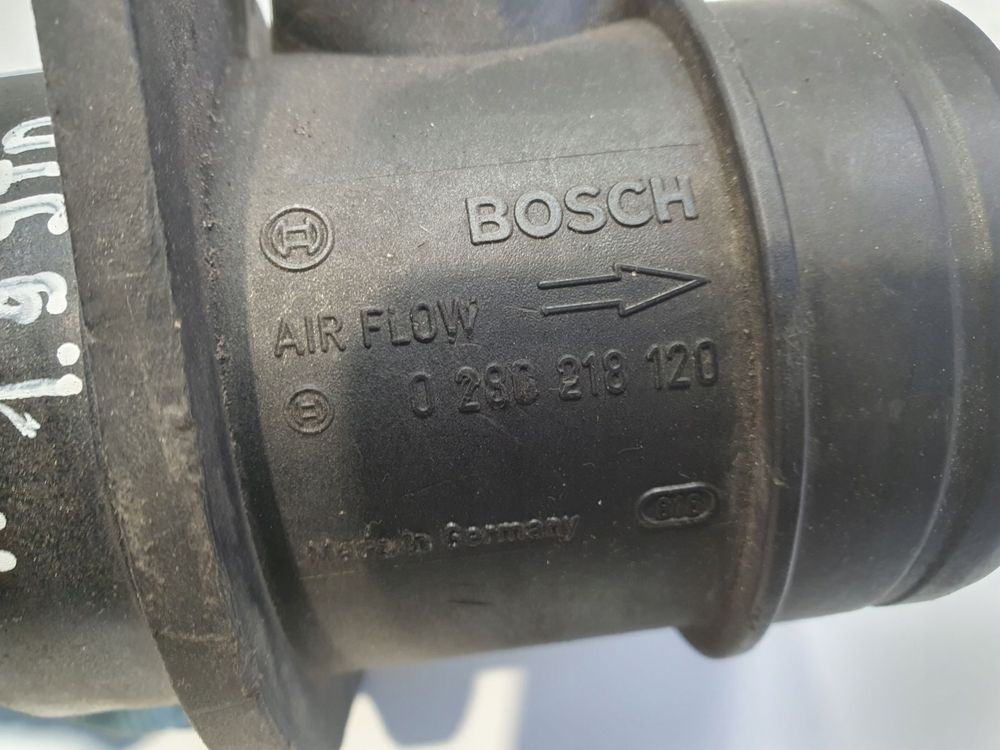 BOSCH
AIR FLOW
0 280 218 120
Made in Germany